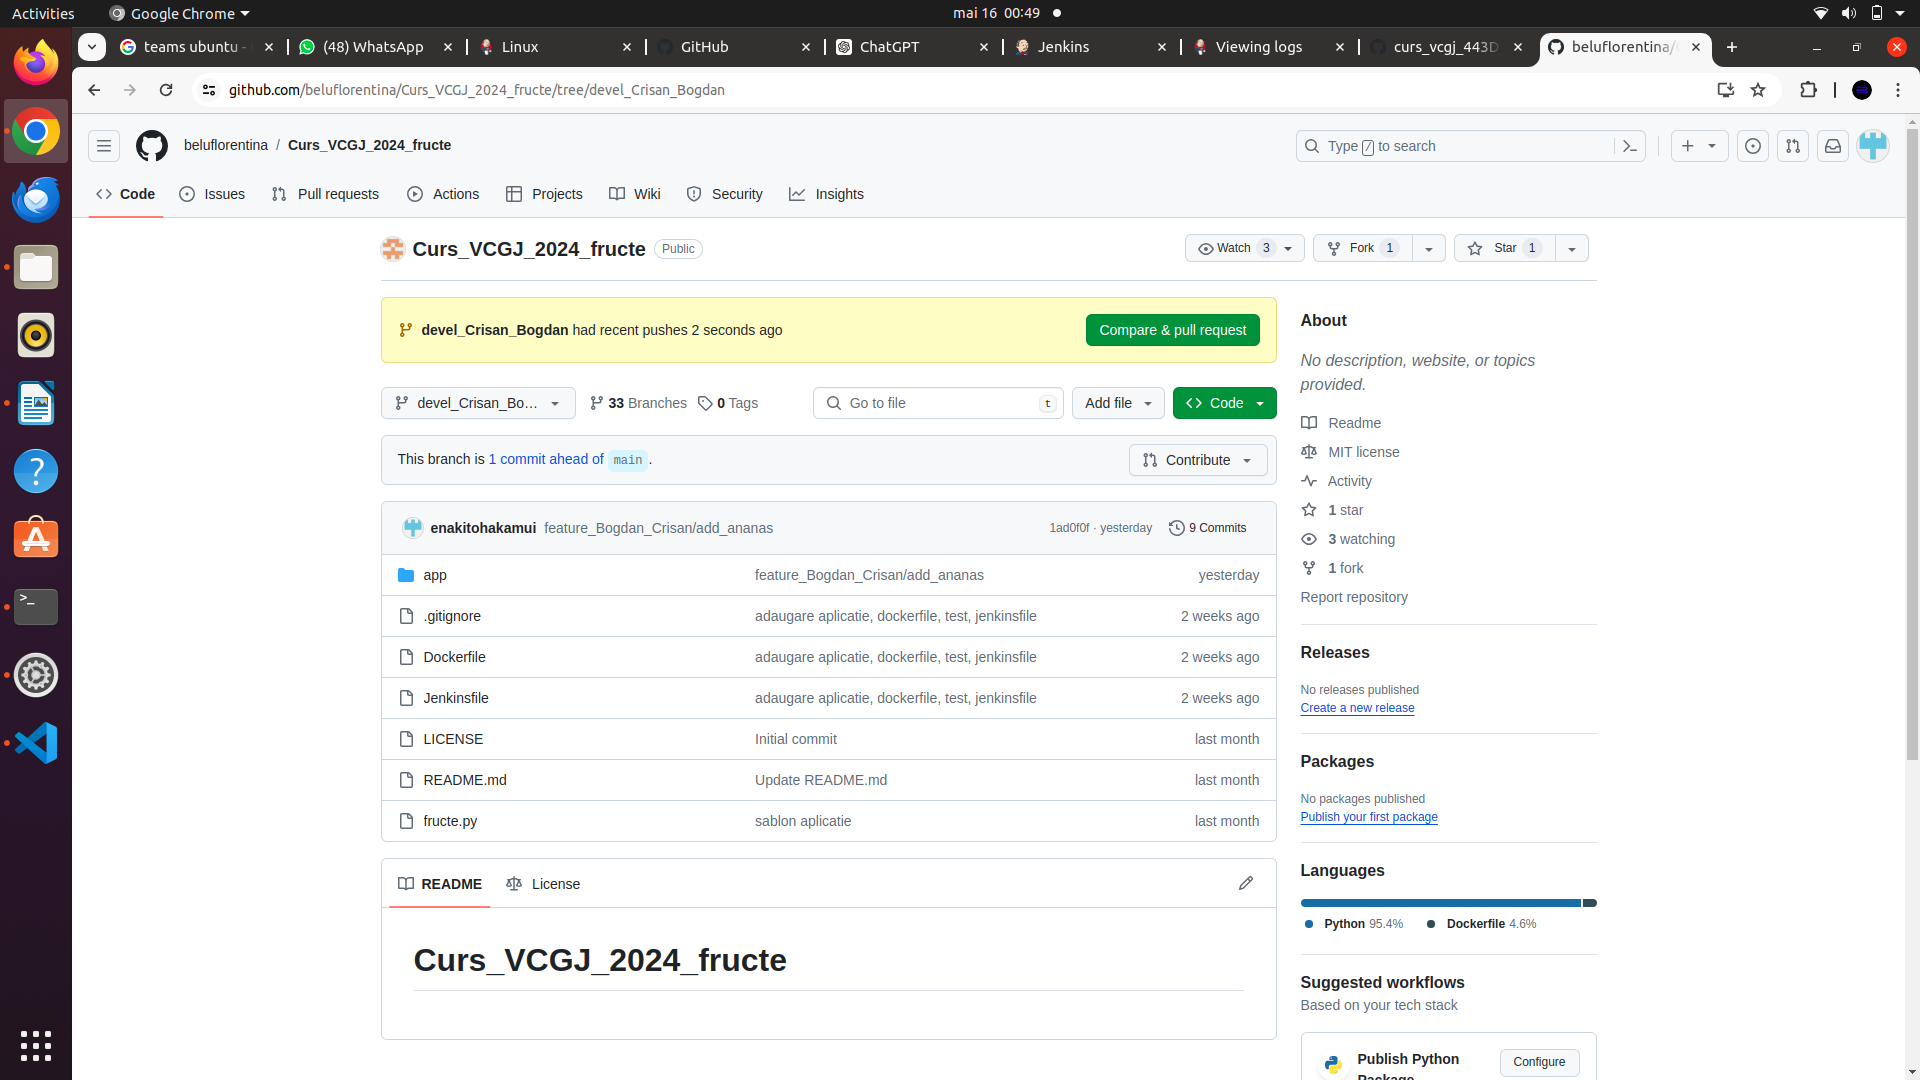 Activities
Google Chrome
mai 16 00:49
teams ubuntu -
(48) WhatsApp
Linux
GitHub
ChatGPT
Jenkins
Viewing logs
curs_vcgj_443D
beluflorentina/
github.com/beluflorentina/Curs_VCGJ_2024_fructe/tree/devel_Crisan_Bogdan
beluflorentina / Curs_VCGJ_2024_fructe
Type / to search
Code
Issues
Pull requests
Actions
Projects
Wiki
Security
Insights
Curs_VCGJ_2024_fructe Public
Watch 3
Fork 1
Star 1
devel_Crisan_Bogdan had recent pushes 2 seconds ago
Compare & pull request
devel_Crisan_Bo...
33 Branches
0 Tags
Go to file t
Add file
Code
This branch is 1 commit ahead of main .
Contribute
enakitohakamui feature_Bogdan_Crisan/add_ananas
1ad0f0f · yesterday
9 Commits
app feature_Bogdan_Crisan/add_ananas yesterday
.gitignore adaugare aplicatie, dockerfile, test, jenkinsfile 2 weeks ago
Dockerfile adaugare aplicatie, dockerfile, test, jenkinsfile 2 weeks ago
Jenkinsfile adaugare aplicatie, dockerfile, test, jenkinsfile 2 weeks ago
LICENSE Initial commit last month
README.md Update README.md last month
fructe.py sablon aplicatie last month
README
License
Curs_VCGJ_2024_fructe
About
No description, website, or topics
provided.
Readme
MIT license
Activity
1 star
3 watching
1 fork
Report repository
Releases
No releases published
Create a new release
Packages
No packages published
Publish your first package
Languages
Python 95.4%
Dockerfile 4.6%
Suggested workflows
Based on your tech stack
Publish Python
Package
Configure